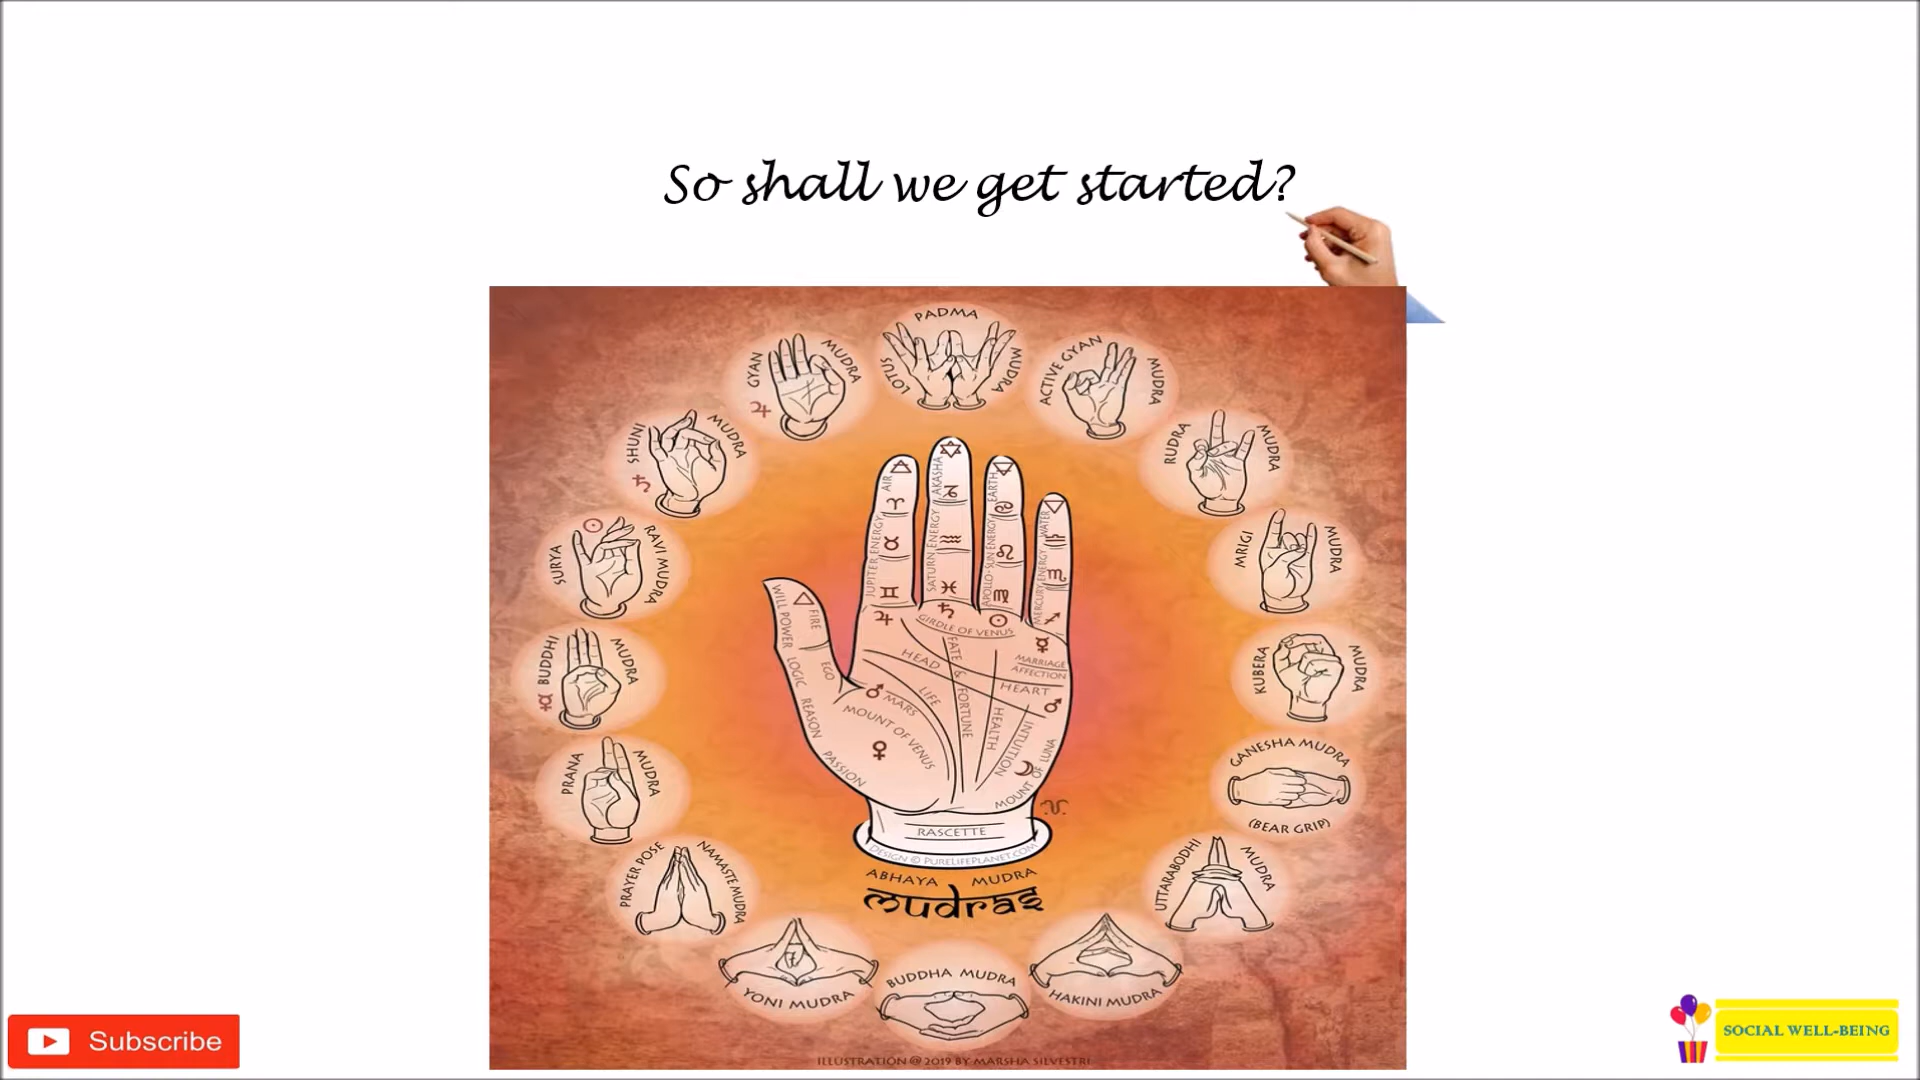 So shall we get started?
PADMA
LOTUS MUDRA
GYAN MUDRA
♃
ACTIVE GYAN MUDRA
SHUNI MUDRA
♄
RUDRA MUDRA
SURYA RAVI MUDRA
☉
MRIGI MUDRA
BUDDHI MUDRA
☿
KUBERA MUDRA
PRANA MUDRA
GANESHA MUDRA
(BEAR GRIP)
PRAYER POSE NAMASTE MUDRA
UTTARABODHI MUDRA
YONI MUDRA
BUDDHA MUDRA
HAKINI MUDRA
AIR
JUPITER ENERGY
AKASHA
SATURN ENERGY
EARTH
APOLLO-SUN ENERGY
WATER
MERCURY ENERGY
FIRE
WILL POWER LOGIC REASON PASSION
EGO
GIRDLE OF VENUS
HEAD
FATE & FORTUNE
MARRIAGE
AFFECTION
HEART
MARS
LIFE
MOUNT OF VENUS
HEALTH
INTUITION
MOUNT OF LUNA
RASCETTE
DESIGN © PURELIFEPLANET.COM
ABHAYA MUDRA
mudras
ILLUSTRATION @ 2019 BY MARSHA SILVESTRI
Subscribe
SOCIAL WELL-BEING